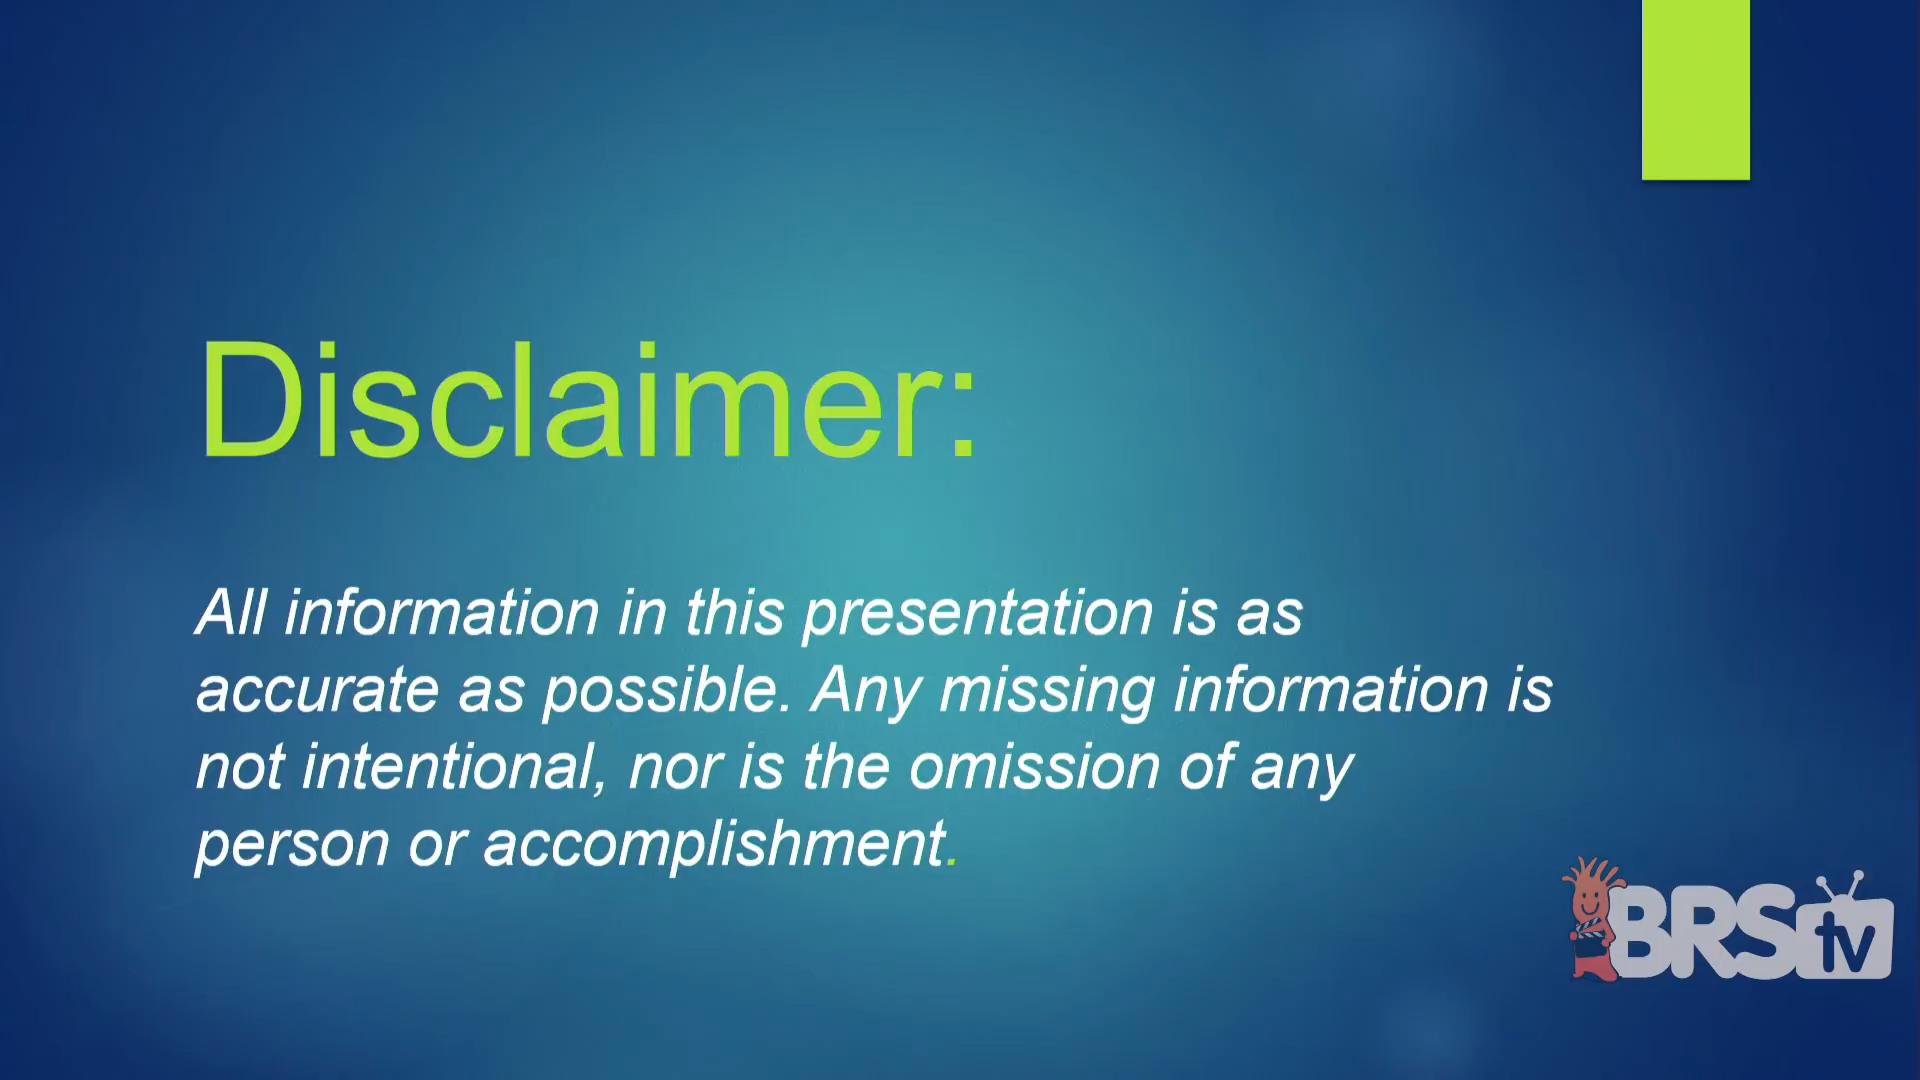 Disclaimer:
All information in this presentation is as
accurate as possible. Any missing information is
not intentional, nor is the omission of any
person or accomplishment.
BRStv